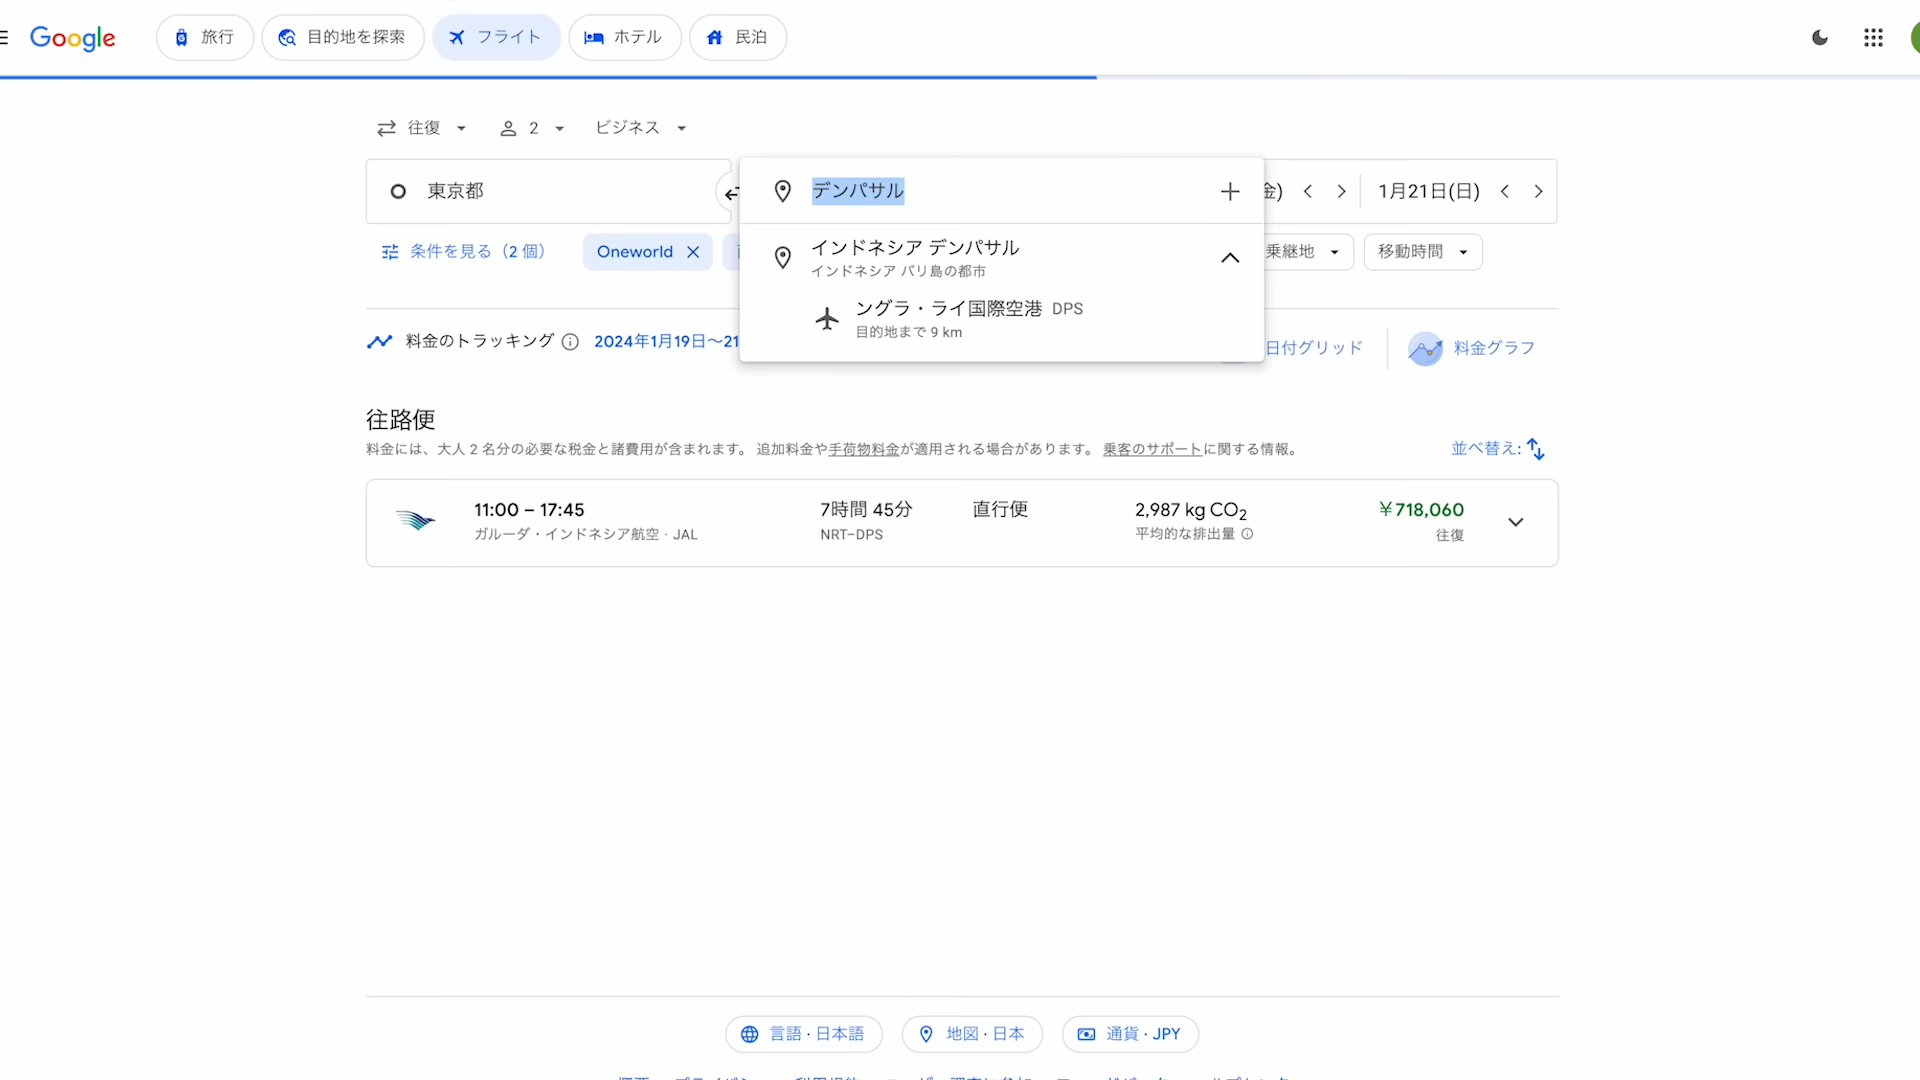 Google 旅行 目的地を探索 フライト ホテル 民泊
往復 2 ビジネス
東京都 デンパサル 金) 1月21日(日)
条件を見る（2 個） Oneworld 乗継地 移動時間
インドネシア デンパサル
インドネシア バリ島の都市
ングラ・ライ国際空港 DPS
目的地まで 9 km
料金のトラッキング 2024年1月19日～21 日付グリッド 料金グラフ
往路便
料金には、大人 2 名分の必要な税金と諸費用が含まれます。 追加料金や手荷物料金が適用される場合があります。 乗客のサポートに関する情報。 並べ替え:
11:00 – 17:45 7時間 45分 直行便 2,987 kg CO2 ￥718,060
ガルーダ・インドネシア航空 · JAL NRT–DPS 平均的な排出量 往復
言語 · 日本語 地図 · 日本 通貨 · JPY